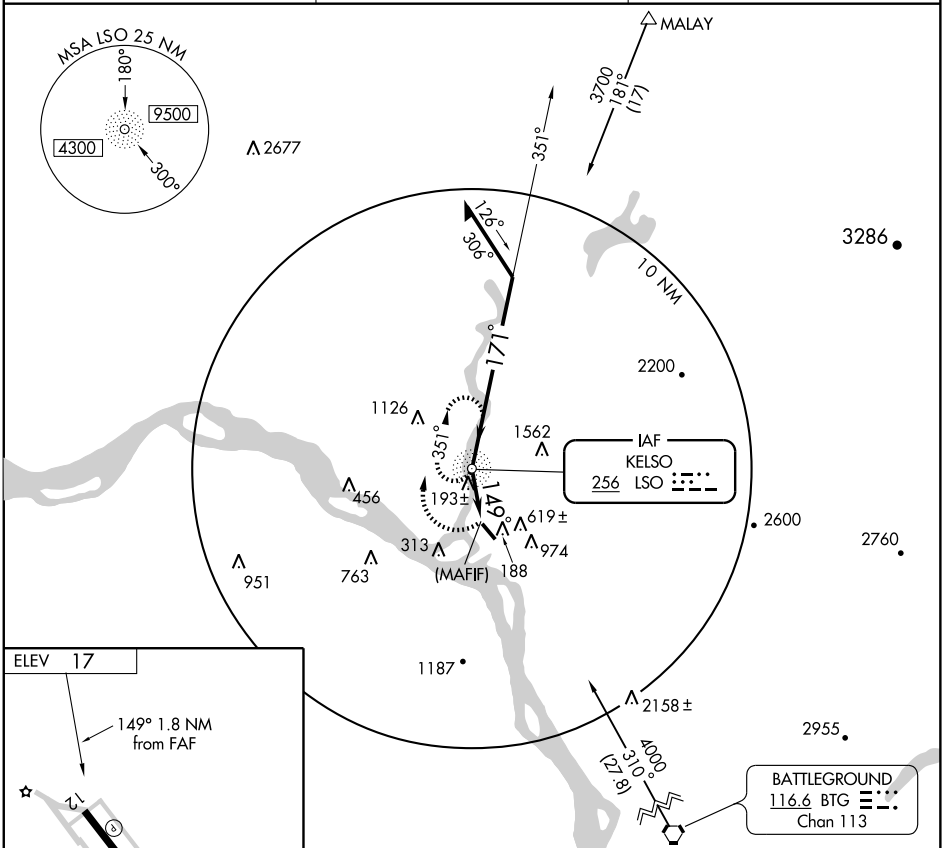 MSA LSO 25 NM
180°
9500
4300
300°
2677
MALAY
3700
181°
(17)
351°
126°
306°
10 NM
3286
171°
2200
1126
351°
1562
IAF
KELSO
256 LSO
456
193±
149°
619±
2600
313
974
2760
763
(MAFIF)
188
951
1187
ELEV 17
2158±
149° 1.8 NM
from FAF
4000
310°
(27.8)
2955
BATTLEGROUND
116.6 BTG
Chan 113
12
P